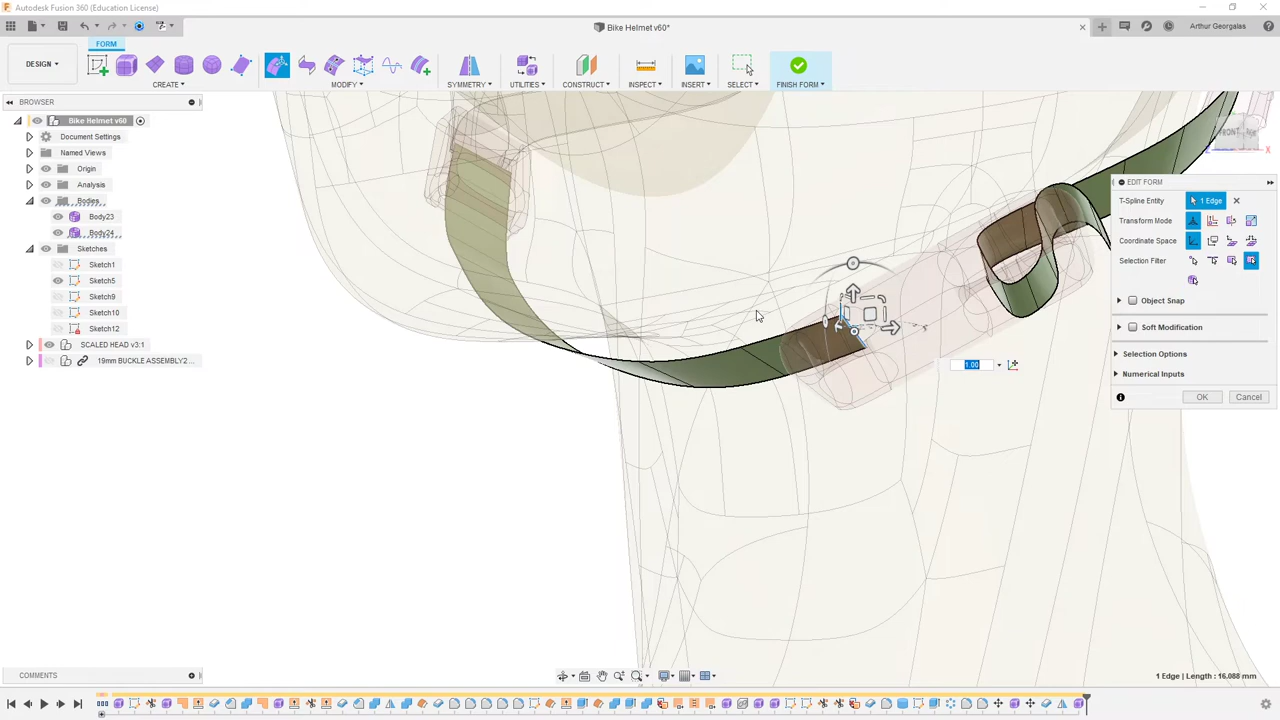 Autodesk Fusion 360 (Education License)
Bike Helmet v60*
Arthur Georgalas
DESIGN
FORM
CREATE
MODIFY
SYMMETRY
UTILITIES
CONSTRUCT
INSPECT
INSERT
SELECT
FINISH FORM
BROWSER
Bike Helmet v60
Document Settings
Named Views
Origin
Analysis
Bodies
Body23
Body24
Sketches
Sketch1
Sketch5
Sketch9
Sketch10
Sketch12
SCALED HEAD v3:1
19mm BUCKLE ASSEMBLY2...
FRONT
X
EDIT FORM
T-Spline Entity
1 Edge
Transform Mode
Coordinate Space
Selection Filter
Object Snap
Soft Modification
Selection Options
Numerical Inputs
OK
Cancel
1.00
COMMENTS
1 Edge | Length : 16.088 mm